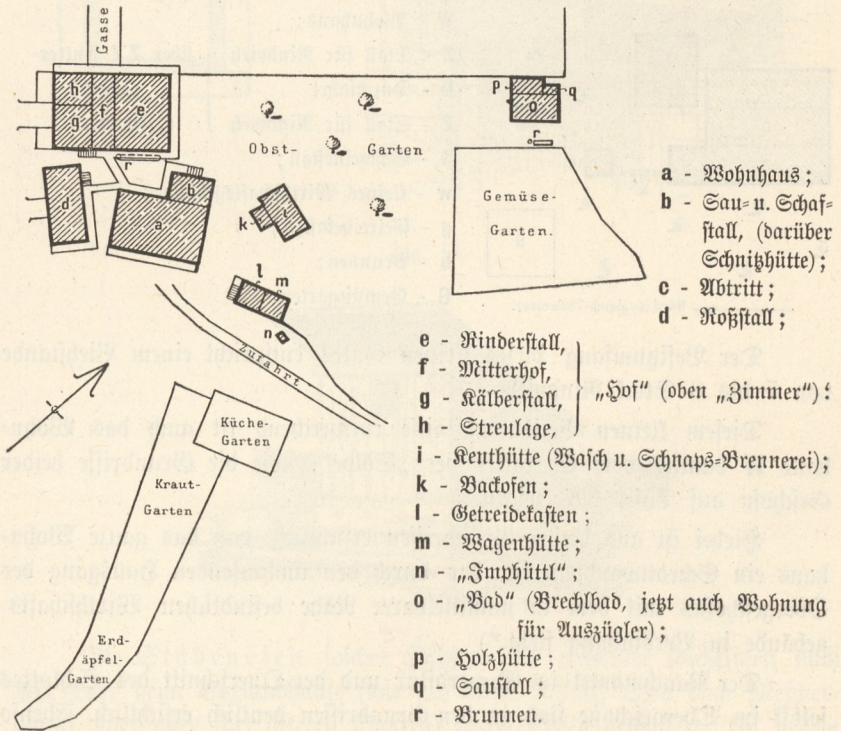 Gasse
h
f
e
g
r
d
b
a
Obst- Garten
i
k
l
m
n
Zufahrt
p
q
o
r
Gemüse-
Garten.
Küche-
Garten
Kraut-
Garten
Erd-
äpfel-
Garten
a - Wohnhaus;
b - Sau- u. Schaf-
stall, (darüber
Schnitzhütte);
c - Abtritt;
d - Roßstall;
e - Rinderstall,
f - Mitterhof,
g - Kälberstall,
h - Streulage,
„Hof“ (oben „Zimmer“):
i - Keuthütte (Wasch u. Schnaps-Brennerei);
k - Backofen;
l - Getreidekasten;
m - Wagenhütte;
n - „Imphüttl“:
o - „Bad“ (Brechlbad, jetzt auch Wohnung
für Auszügler);
p - Holzhütte;
q - Saustall;
r - Brunnen.